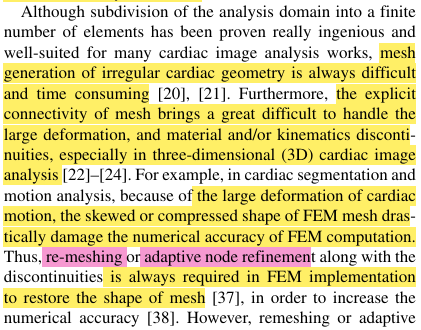 Although subdivision of the analysis domain into a finite
number of elements has been proven really ingenious and
well-suited for many cardiac image analysis works, mesh
generation of irregular cardiac geometry is always difficult
and time consuming [20], [21]. Furthermore, the explicit
connectivity of mesh brings a great difficult to handle the
large deformation, and material and/or kinematics disconti-
nuities, especially in three-dimensional (3D) cardiac image
analysis [22]–[24]. For example, in cardiac segmentation and
motion analysis, because of the large deformation of cardiac
motion, the skewed or compressed shape of FEM mesh dras-
tically damage the numerical accuracy of FEM computation.
Thus, re-meshing or adaptive node refinement along with the
discontinuities is always required in FEM implementation
to restore the shape of mesh [37], in order to increase the
numerical accuracy [38]. However, remeshing or adaptive